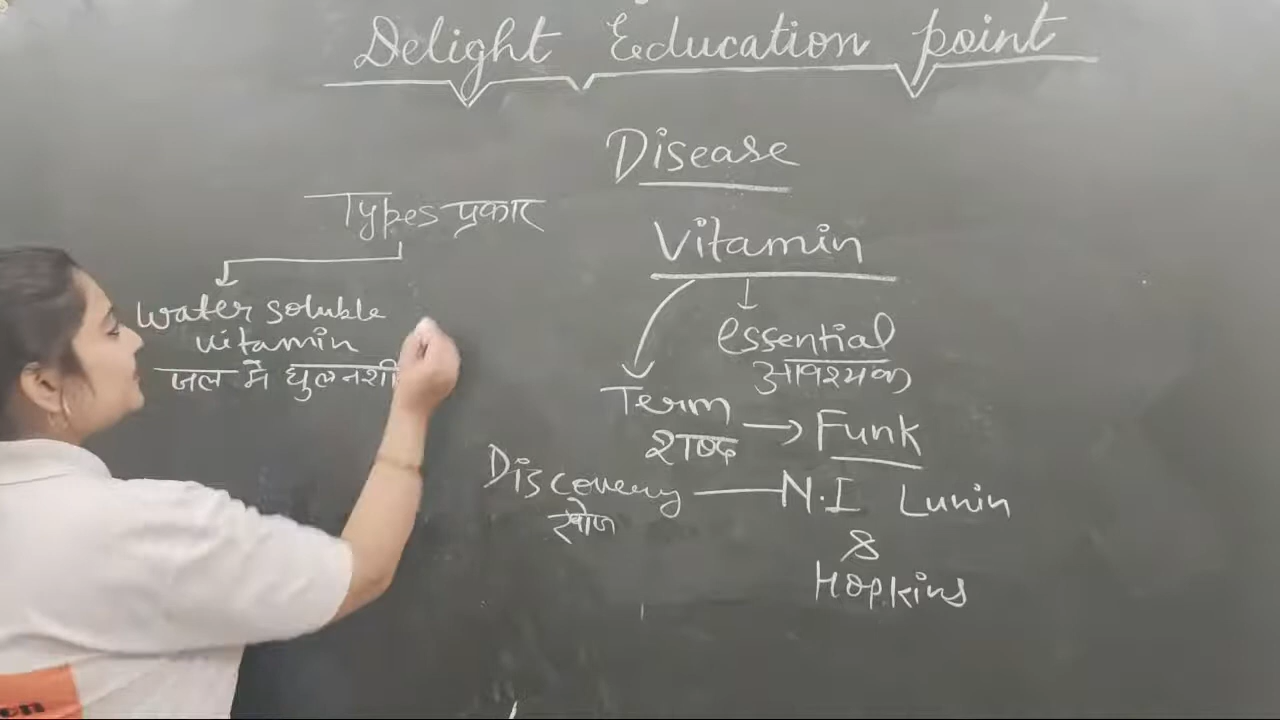 Delight Education point
Disease
Types प्रकार
Vitamin
water soluble
vitamin
जल में घुलनशी
essential
आवश्यक
Term
शब्द → Funk
Discovery — N.I Lunin
खोज
&
Hopkins